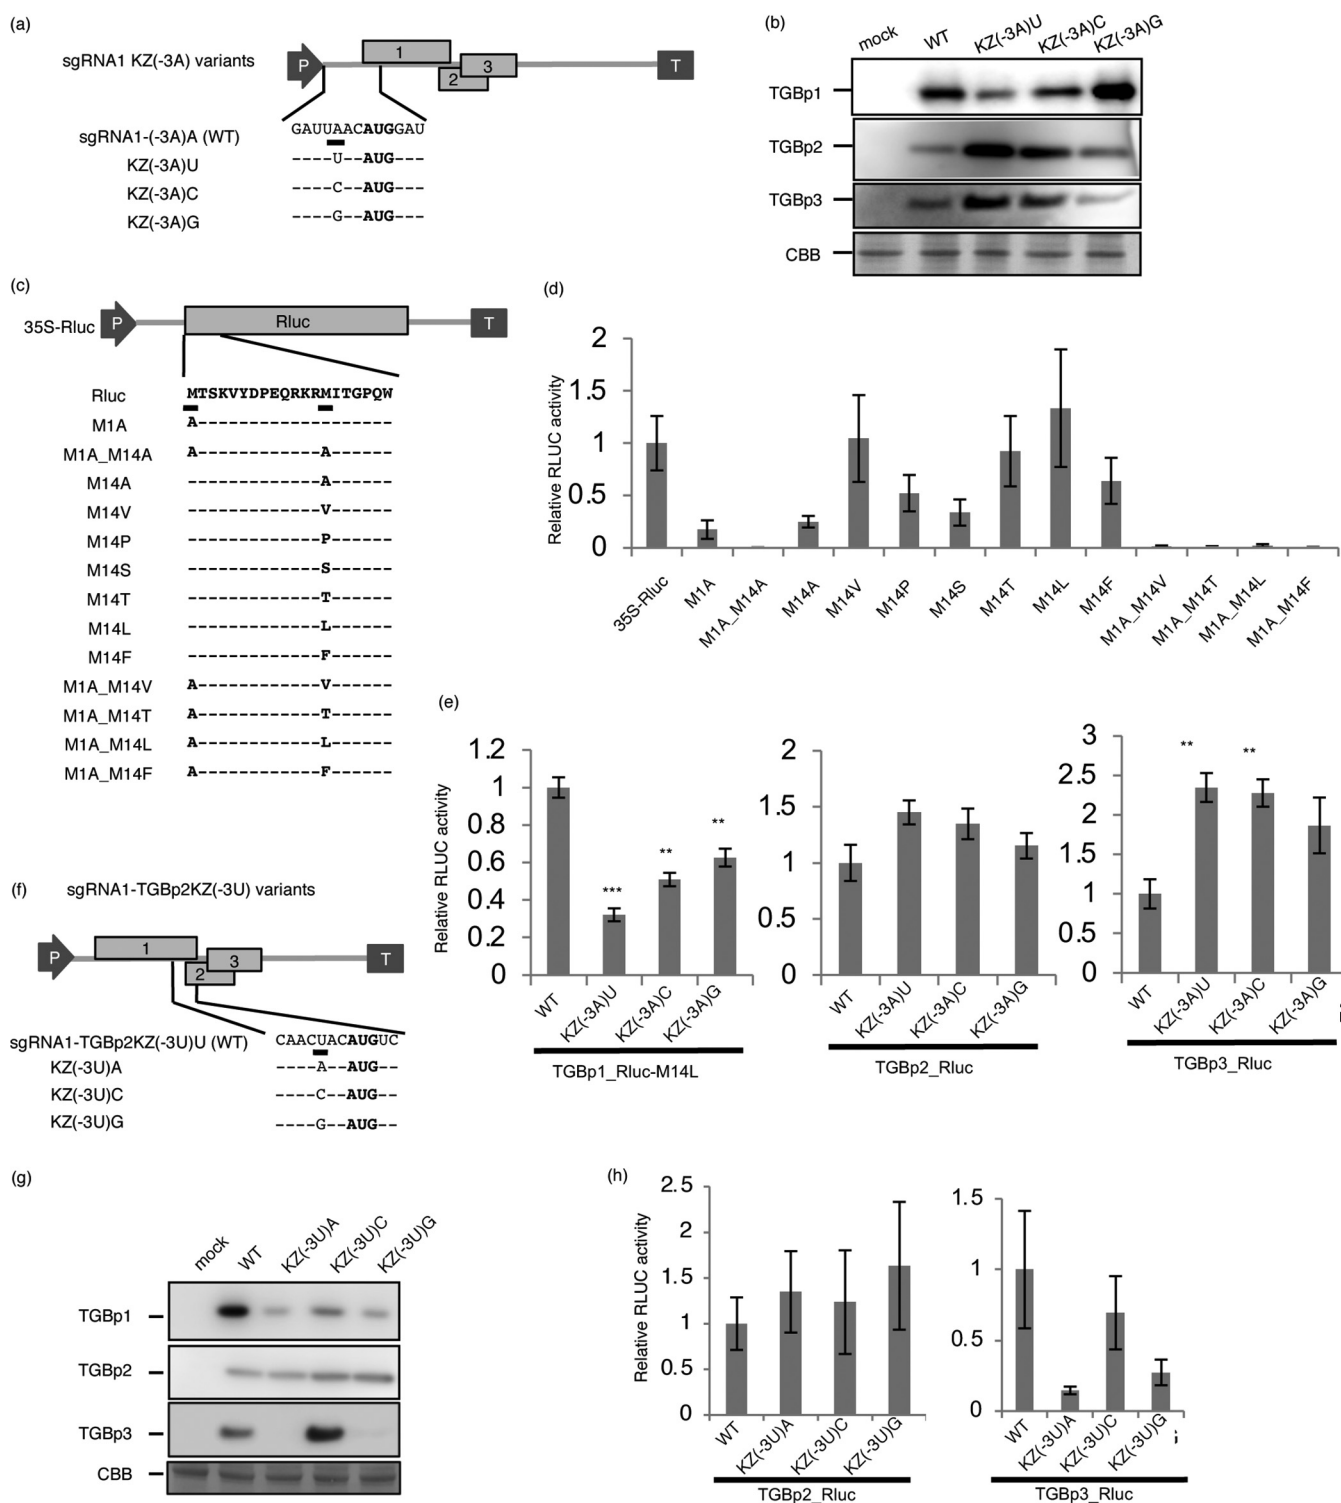 (a)
sgRNA1 KZ(-3A) variants
P
1
2
3
T
GAUUAACAUGGAU
sgRNA1-(-3A)A (WT)
KZ(-3A)U
----U--AUG---
KZ(-3A)C
----C--AUG---
KZ(-3A)G
----G--AUG---
(b)
mock
WT
KZ(-3A)U
KZ(-3A)C
KZ(-3A)G
TGBp1
TGBp2
TGBp3
CBB
(c)
35S-Rluc
P
Rluc
T
Rluc
MTSKVYDPEQRKRMITGPQW
M1A
A-------------------
M1A_M14A
A------------A------
M14A
-------------A------
M14V
-------------V------
M14P
-------------P------
M14S
-------------S------
M14T
-------------T------
M14L
-------------L------
M14F
-------------F------
M1A_M14V
A------------V------
M1A_M14T
A------------T------
M1A_M14L
A------------L------
M1A_M14F
A------------F------
(d)
Relative RLUC activity
2
1.5
1
0.5
0
35S-Rluc
M1A
M1A_M14A
M14A
M14V
M14P
M14S
M14T
M14L
M14F
M1A_M14V
M1A_M14T
M1A_M14L
M1A_M14F
(e)
Relative RLUC activity
1.2
1
0.8
0.6
0.4
0.2
0
***
**
**
WT
KZ(-3A)U
KZ(-3A)C
KZ(-3A)G
TGBp1_Rluc-M14L
2
1.5
1
0.5
0
WT
KZ(-3A)U
KZ(-3A)C
KZ(-3A)G
TGBp2_Rluc
3
2.5
2
1.5
1
0.5
0
**
**
WT
KZ(-3A)U
KZ(-3A)C
KZ(-3A)G
TGBp3_Rluc
(f)
sgRNA1-TGBp2KZ(-3U) variants
P
1
2
3
T
CAACUACAUGUC
sgRNA1-TGBp2KZ(-3U)U (WT)
KZ(-3U)A
----A--AUG--
KZ(-3U)C
----C--AUG--
KZ(-3U)G
----G--AUG--
(g)
mock
WT
KZ(-3U)A
KZ(-3U)C
KZ(-3U)G
TGBp1
TGBp2
TGBp3
CBB
(h)
Relative RLUC activity
2.5
2
1.5
1
0.5
0
WT
KZ(-3U)A
KZ(-3U)C
KZ(-3U)G
TGBp2_Rluc
1.5
1
0.5
0
WT
KZ(-3U)A
KZ(-3U)C
KZ(-3U)G
TGBp3_Rluc